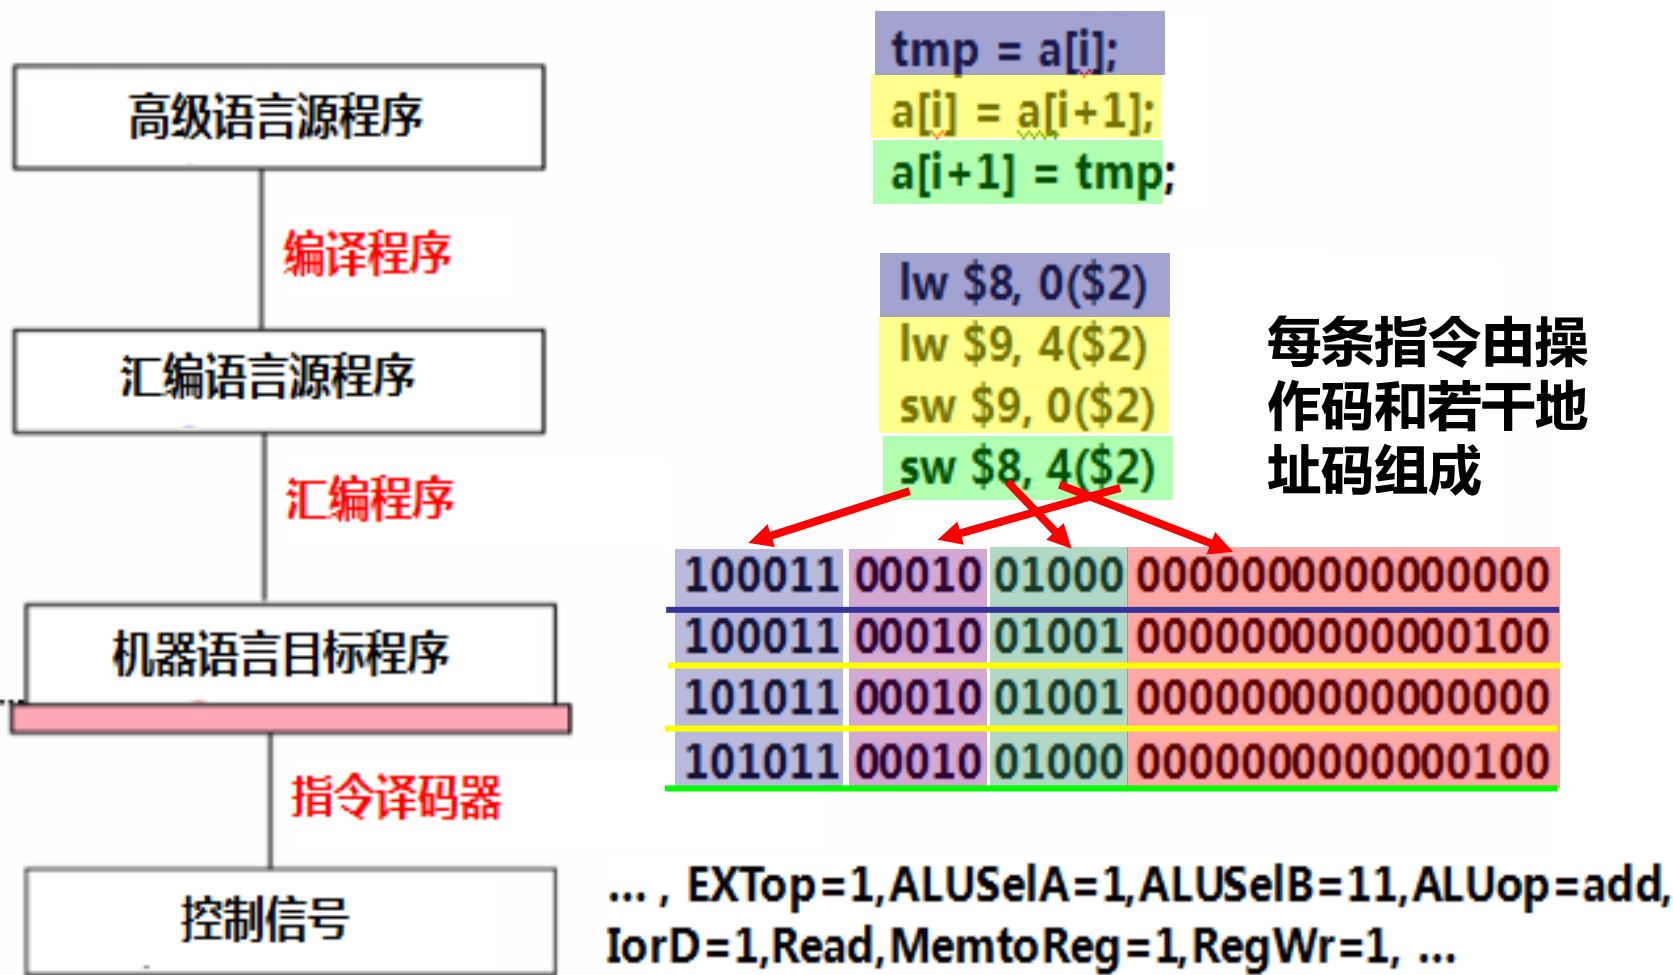 高级语言源程序
编译程序
汇编语言源程序
汇编程序
机器语言目标程序
指令译码器
控制信号
tmp = a[i];
a[i] = a[i+1];
a[i+1] = tmp;
lw $8, 0($2)
lw $9, 4($2)
sw $9, 0($2)
sw $8, 4($2)
每条指令由操
作码和若干地
址码组成
100011 00010 01000 0000000000000000
100011 00010 01001 0000000000000100
101011 00010 01001 0000000000000000
101011 00010 01000 0000000000000100
... , EXTop=1,ALUSelA=1,ALUSelB=11,ALUop=add,
IorD=1,Read,MemtoReg=1,RegWr=1, ...